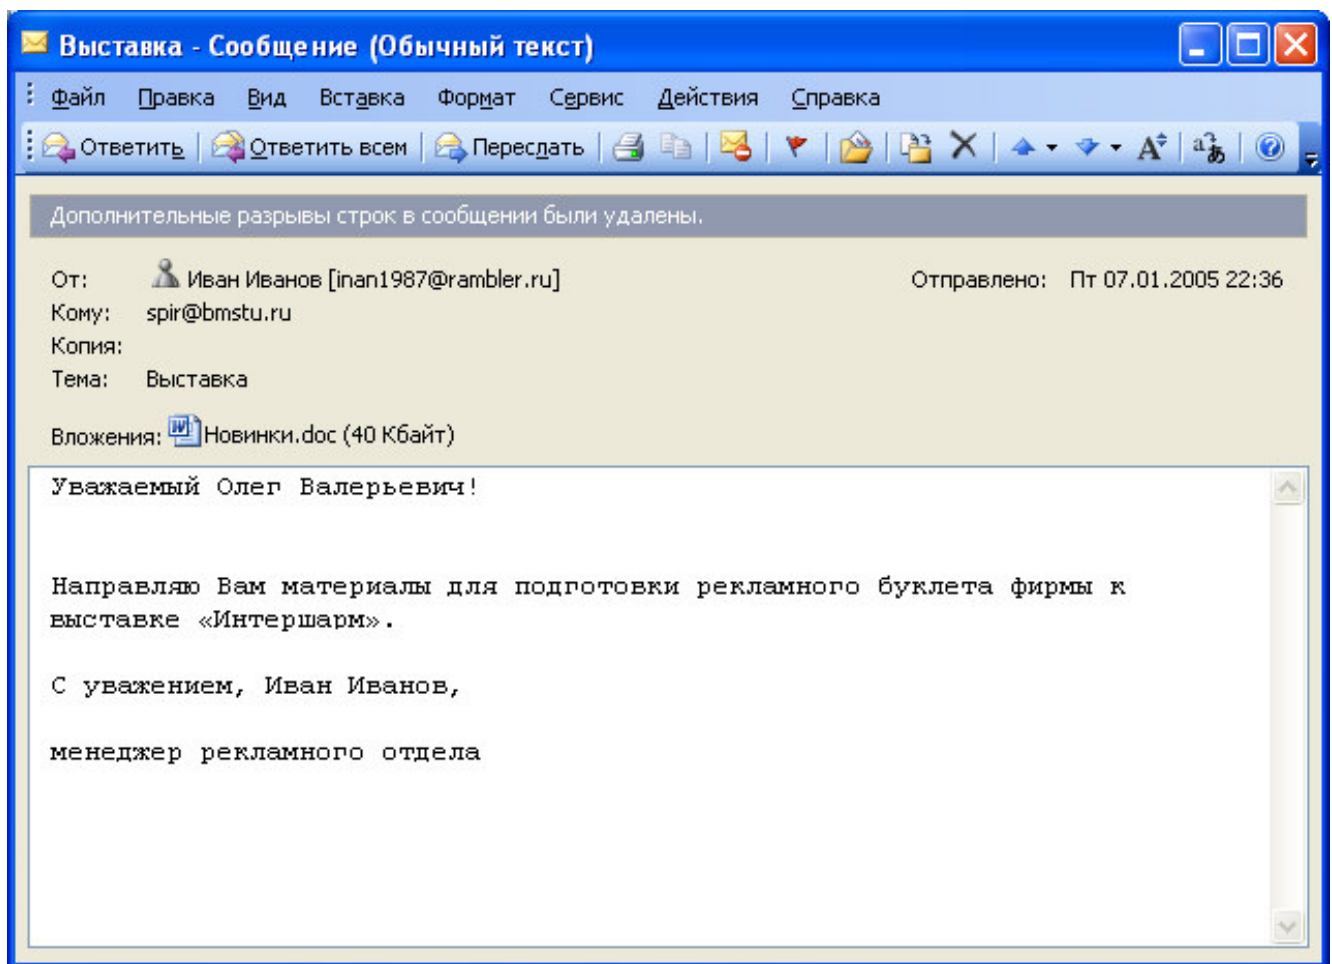 Выставка - Сообщение (Обычный текст)
Файл Правка Вид Вставка Формат Сервис Действия Справка
Ответить Ответить всем Переслать
Дополнительные разрывы строк в сообщении были удалены.
От: Иван Иванов [inan1987@rambler.ru] Отправлено: Пт 07.01.2005 22:36
Кому: spir@bmstu.ru
Копия:
Тема: Выставка
Вложения: Новинки.doc (40 Кбайт)
Уважаемый Олег Валерьевич!
Направляю Вам материалы для подготовки рекламного буклета фирмы к
выставке «Интершарм».
С уважением, Иван Иванов,
менеджер рекламного отдела